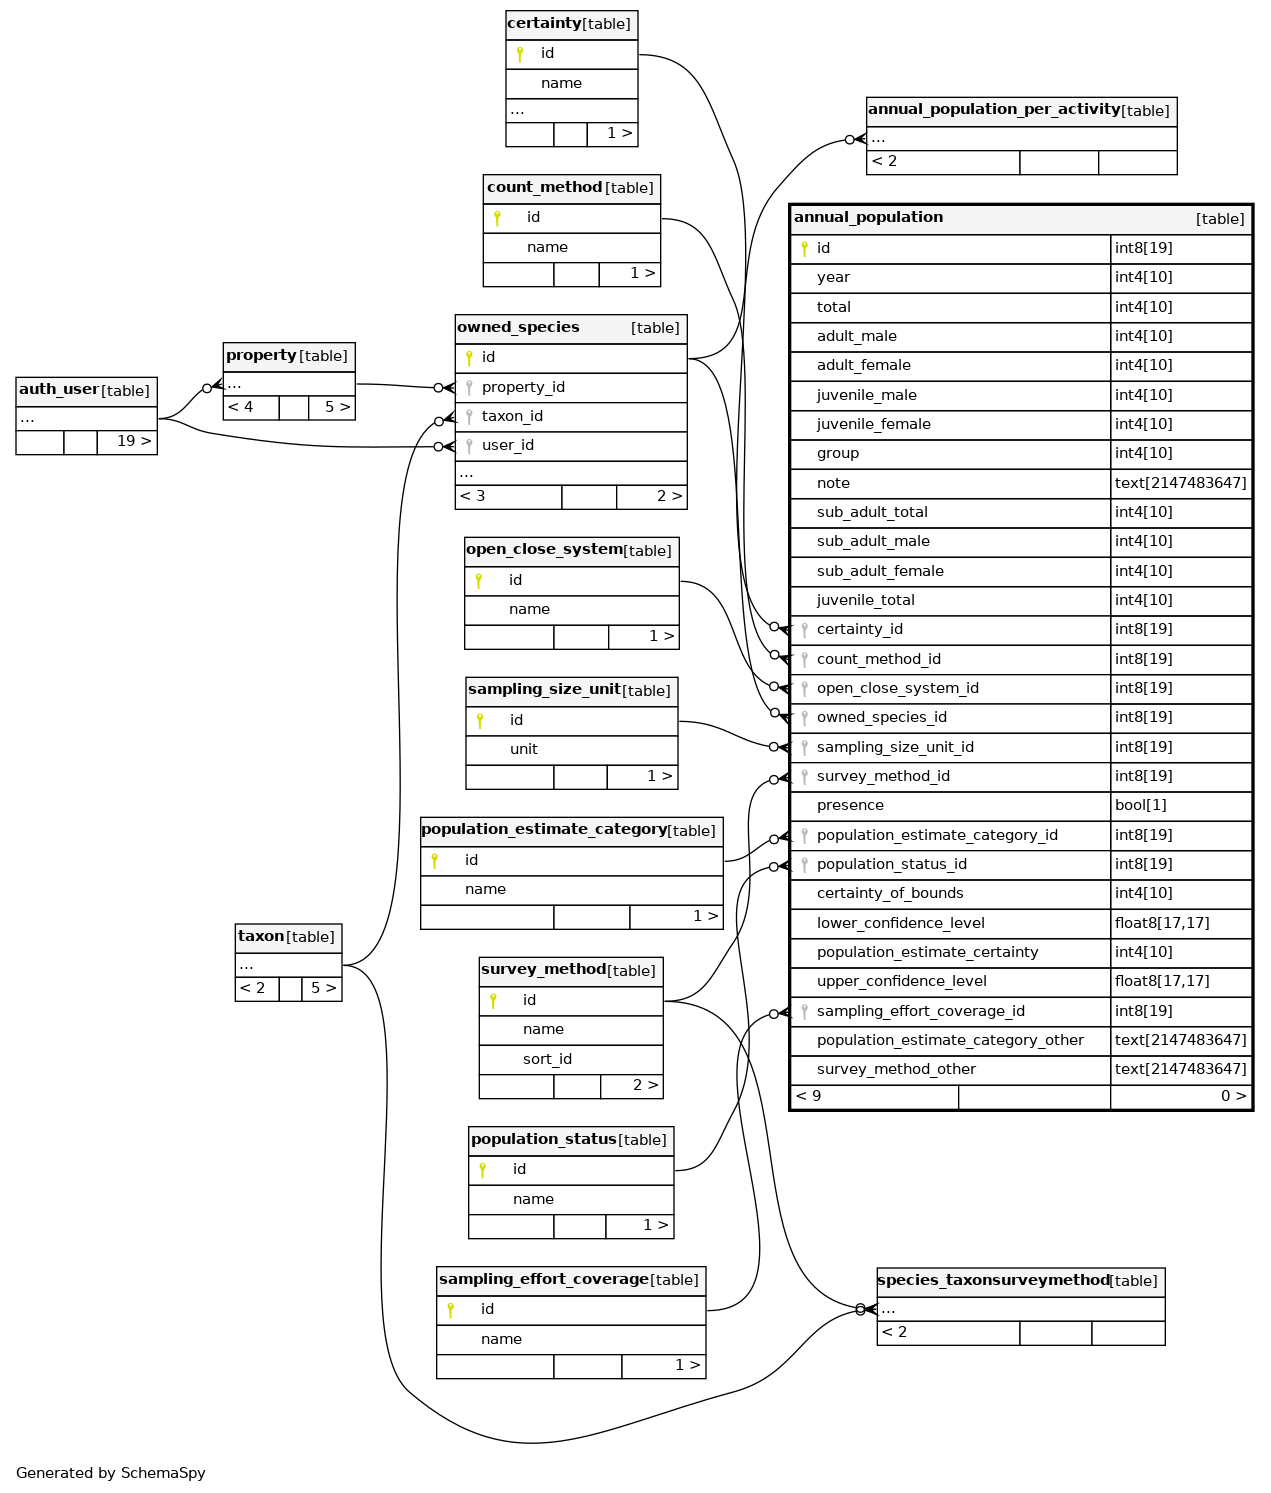 certainty [table]
id
name
...
1 >
annual_population_per_activity [table]
...
< 2
count_method [table]
id
name
1 >
owned_species [table]
id
property_id
taxon_id
user_id
...
< 3 2 >
property [table]
...
< 4 5 >
auth_user [table]
...
19 >
open_close_system [table]
id
name
1 >
sampling_size_unit [table]
id
unit
1 >
population_estimate_category [table]
id
name
1 >
taxon [table]
...
< 2 5 >
survey_method [table]
id
name
sort_id
2 >
population_status [table]
id
name
1 >
sampling_effort_coverage [table]
id
name
1 >
annual_population [table]
id int8[19]
year int4[10]
total int4[10]
adult_male int4[10]
adult_female int4[10]
juvenile_male int4[10]
juvenile_female int4[10]
group int4[10]
note text[2147483647]
sub_adult_total int4[10]
sub_adult_male int4[10]
sub_adult_female int4[10]
juvenile_total int4[10]
certainty_id int8[19]
count_method_id int8[19]
open_close_system_id int8[19]
owned_species_id int8[19]
sampling_size_unit_id int8[19]
survey_method_id int8[19]
presence bool[1]
population_estimate_category_id int8[19]
population_status_id int8[19]
certainty_of_bounds int4[10]
lower_confidence_level float8[17,17]
population_estimate_certainty int4[10]
upper_confidence_level float8[17,17]
sampling_effort_coverage_id int8[19]
population_estimate_category_other text[2147483647]
survey_method_other text[2147483647]
< 9 0 >
species_taxonsurveymethod [table]
...
< 2
Generated by SchemaSpy